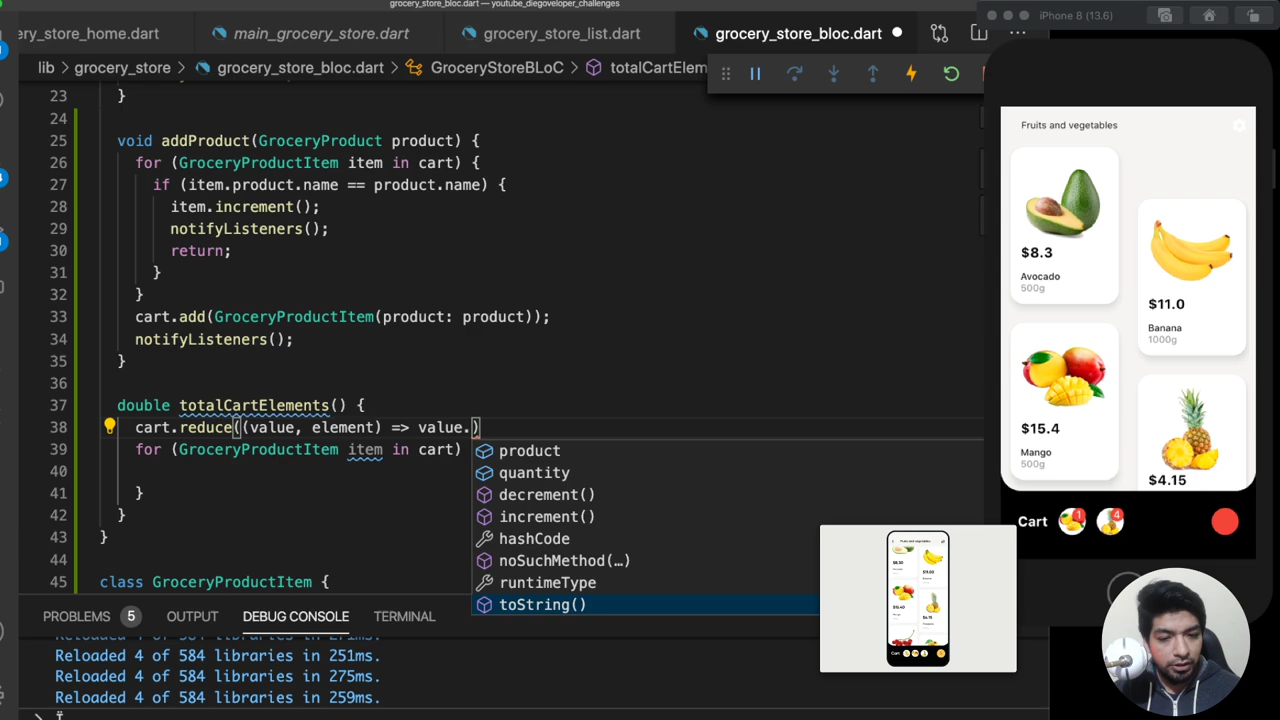 grocery_store_bloc.dart — youtube_diegoveloper_challenges
ery_store_home.dart
main_grocery_store.dart
grocery_store_list.dart
grocery_store_bloc.dart
iPhone 8 (13.6)
lib > grocery_store > grocery_store_bloc.dart > GroceryStoreBLoC > totalCartElem
23 }
24
25 void addProduct(GroceryProduct product) {
26 for (GroceryProductItem item in cart) {
27 if (item.product.name == product.name) {
28 item.increment();
29 notifyListeners();
30 return;
31 }
32 }
33 cart.add(GroceryProductItem(product: product));
34 notifyListeners();
35 }
36
37 double totalCartElements() {
38 cart.reduce((value, element) => value.)
39 for (GroceryProductItem item in cart)
40
41 }
42 }
43 }
44
45 class GroceryProductItem {
product
quantity
decrement()
increment()
hashCode
noSuchMethod(…)
runtimeType
toString()
PROBLEMS 5 OUTPUT DEBUG CONSOLE TERMINAL
Reloaded 4 of 584 libraries in 251ms.
Reloaded 4 of 584 libraries in 275ms.
Reloaded 4 of 584 libraries in 259ms.
Fruits and vegetables
$8.3
Avocado
500g
$11.0
Banana
1000g
$15.4
Mango
500g
$4.15
Cart 1 4
Fruits and vegetables
Cart